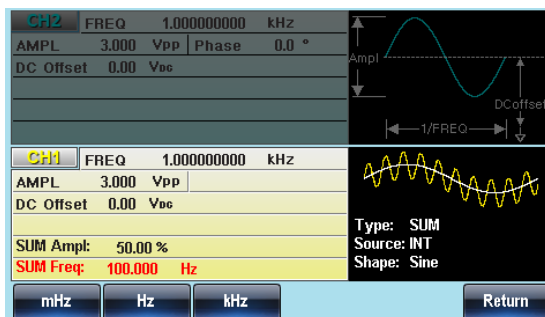 CH2 FREQ 1.000000000 kHz
AMPL 3.000 Vpp Phase 0.0 °
DC Offset 0.00 VDC
Ampl
DCoffset
1/FREQ
CH1 FREQ 1.000000000 kHz
AMPL 3.000 Vpp
DC Offset 0.00 VDC
SUM Ampl: 50.00 %
SUM Freq: 100.000 Hz
Type: SUM
Source: INT
Shape: Sine
mHz Hz kHz Return